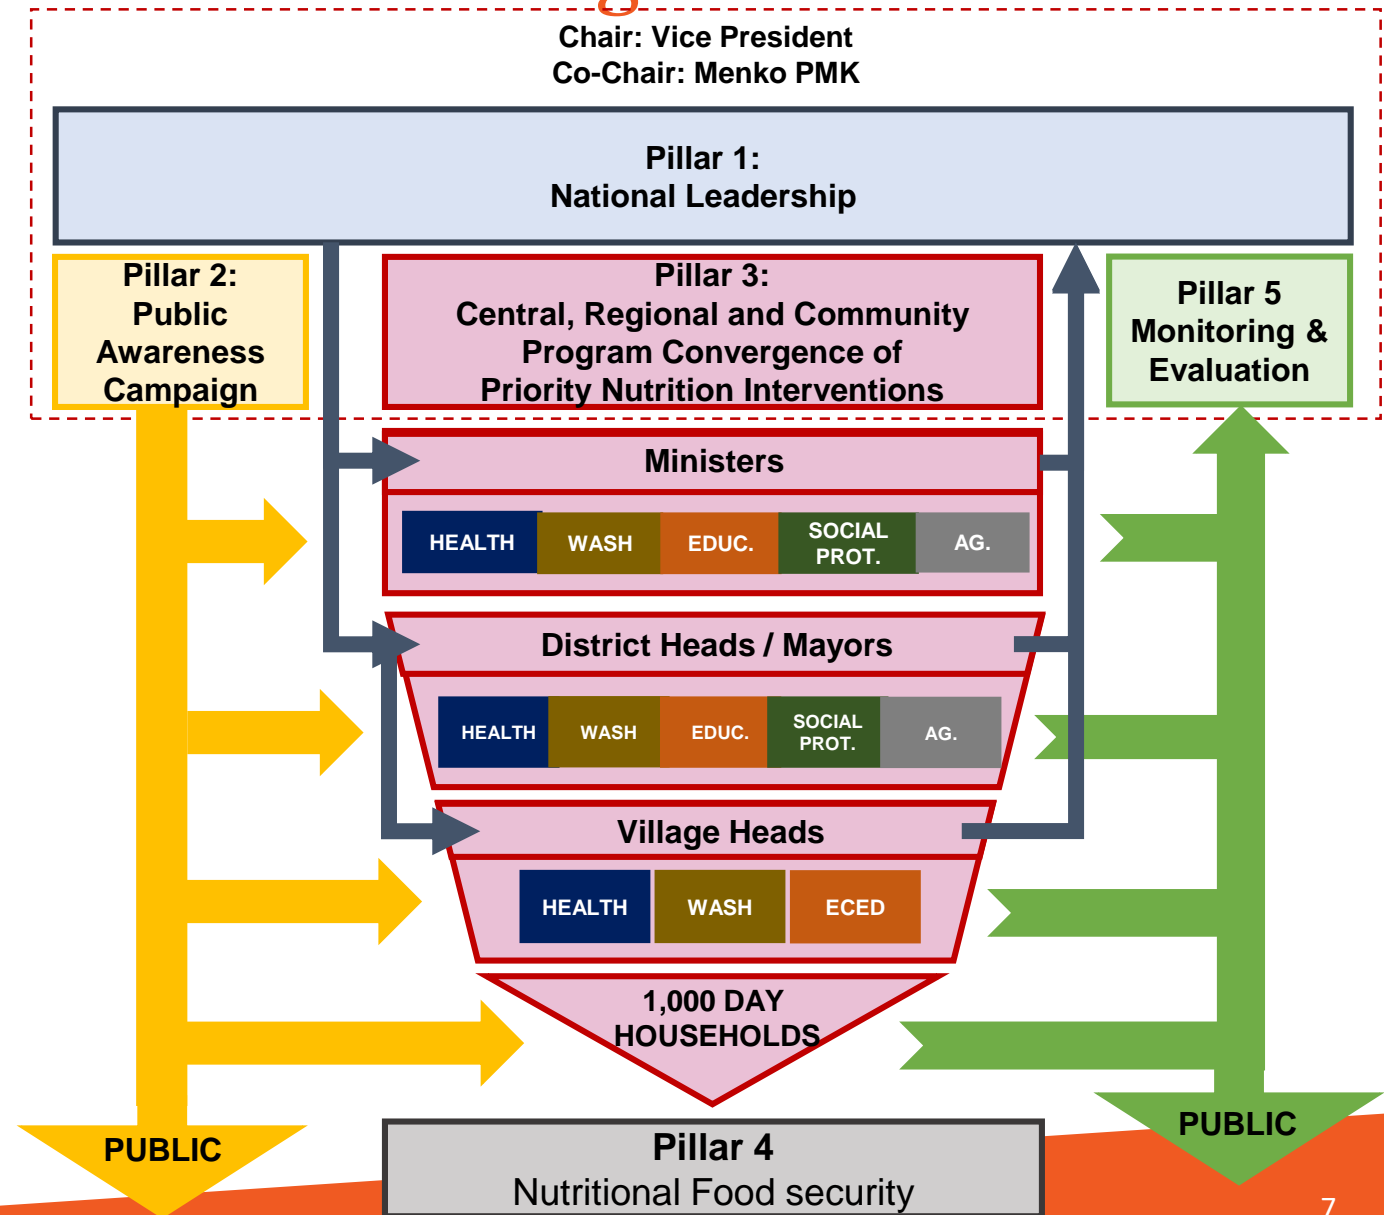 Chair: Vice President
Co-Chair: Menko PMK
Pillar 1:
National Leadership
Pillar 2:
Public
Awareness
Campaign
Pillar 3:
Central, Regional and Community
Program Convergence of
Priority Nutrition Interventions
Pillar 5
Monitoring &
Evaluation
Ministers
HEALTH
WASH
EDUC.
SOCIAL
PROT.
AG.
District Heads / Mayors
HEALTH
WASH
EDUC.
SOCIAL
PROT.
AG.
Village Heads
HEALTH
WASH
ECED
1,000 DAY
HOUSEHOLDS
PUBLIC
PUBLIC
Pillar 4
Nutritional Food security
7